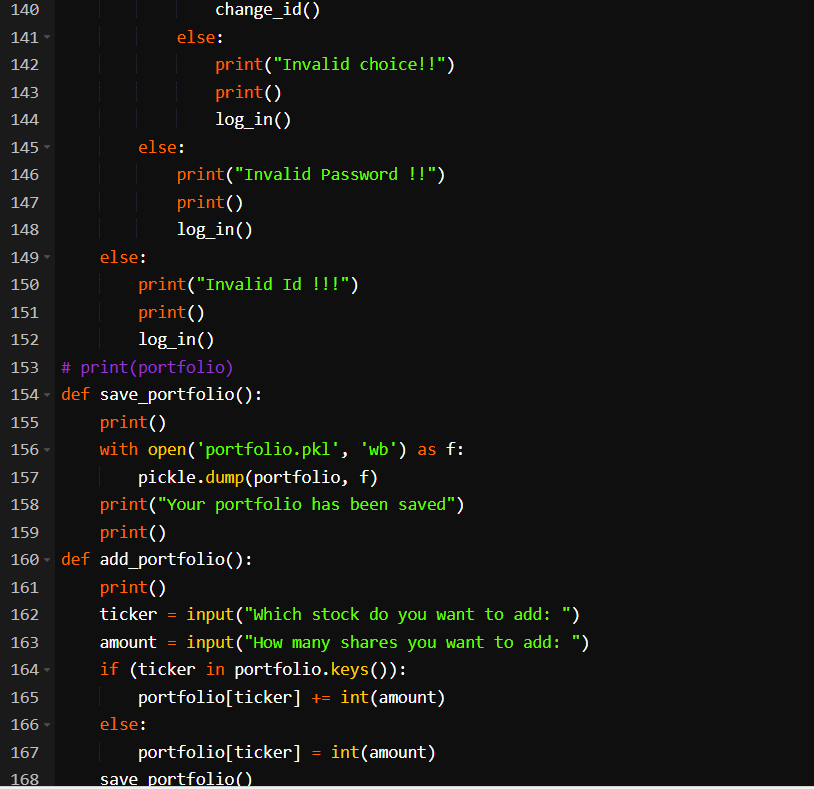 140 change_id()
141 else:
142 print("Invalid choice!!")
143 print()
144 log_in()
145 else:
146 print("Invalid Password !!")
147 print()
148 log_in()
149 else:
150 print("Invalid Id !!!")
151 print()
152 log_in()
153 # print(portfolio)
154 def save_portfolio():
155 print()
156 with open('portfolio.pkl', 'wb') as f:
157 pickle.dump(portfolio, f)
158 print("Your portfolio has been saved")
159 print()
160 def add_portfolio():
161 print()
162 ticker = input("Which stock do you want to add: ")
163 amount = input("How many shares you want to add: ")
164 if (ticker in portfolio.keys()):
165 portfolio[ticker] += int(amount)
166 else:
167 portfolio[ticker] = int(amount)
168 save_portfolio()